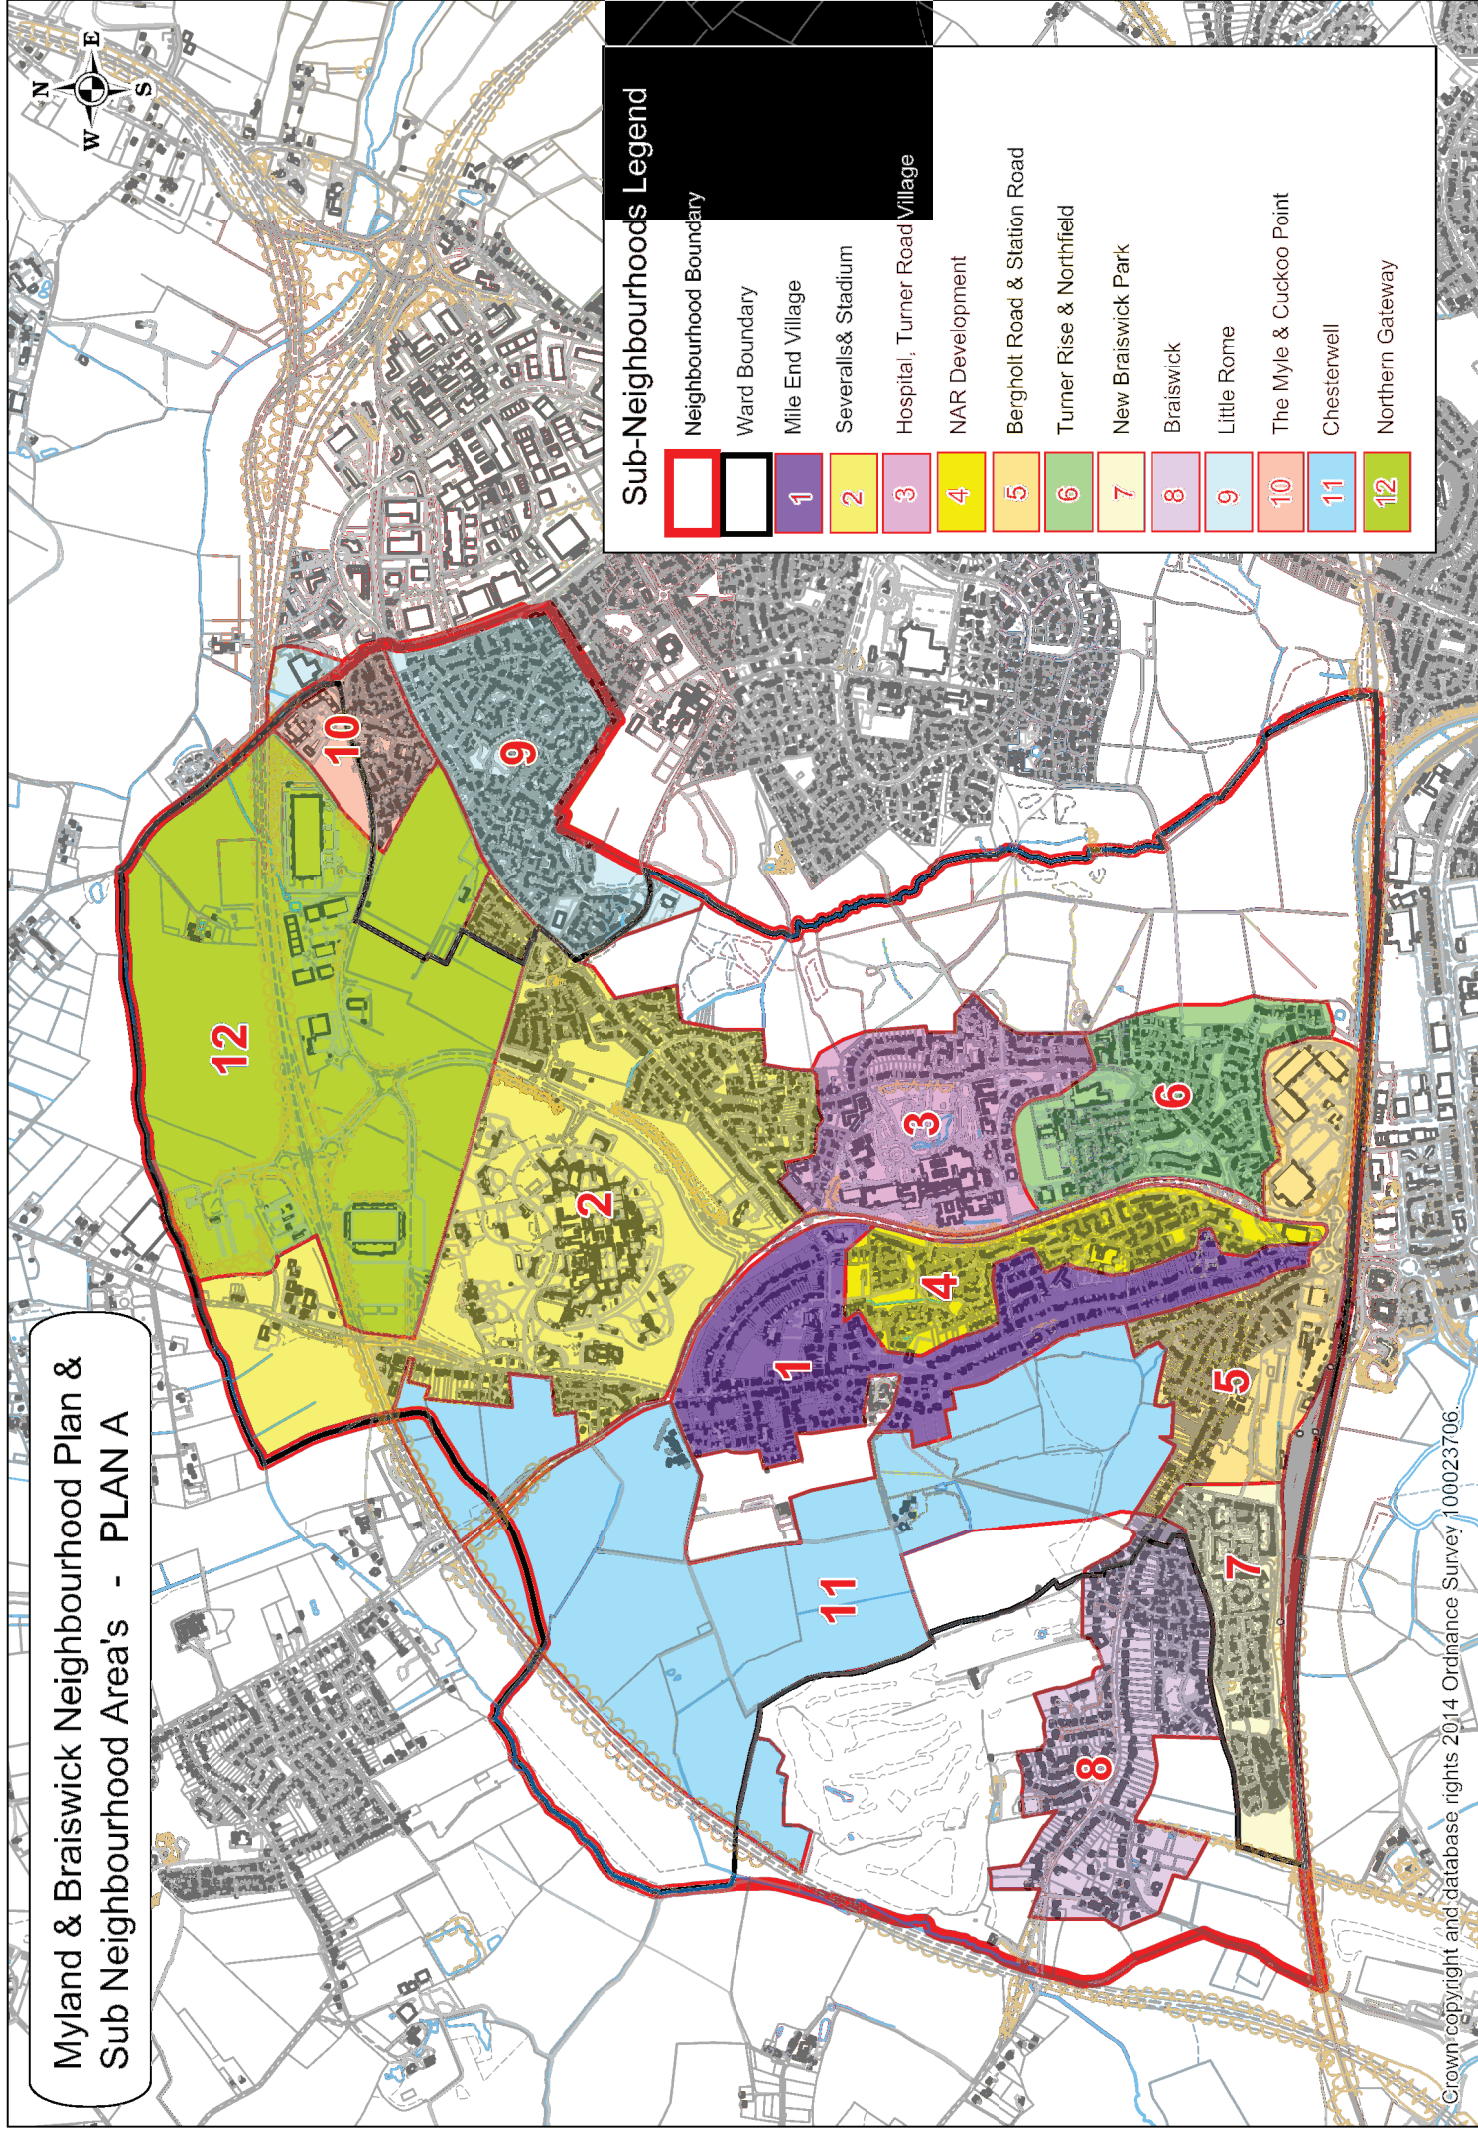 Myland & Braiswick Neighbourhood Plan &
Sub Neighbourhood Area's - PLAN A
N
E
S
W
Sub-Neighbourhoods Legend
Neighbourhood Boundary
Ward Boundary
1 Mile End Village
2 Severalls& Stadium
3 Hospital, Turner Road Village
4 NAR Development
5 Bergholt Road & Station Road
6 Turner Rise & Northfield
7 New Braiswick Park
8 Braiswick
9 Little Rome
10 The Myle & Cuckoo Point
11 Chesterwell
12 Northern Gateway
12
10
9
2
3
6
4
1
5
11
7
8
Crown copyright and database rights 2014 Ordnance Survey 100023706.